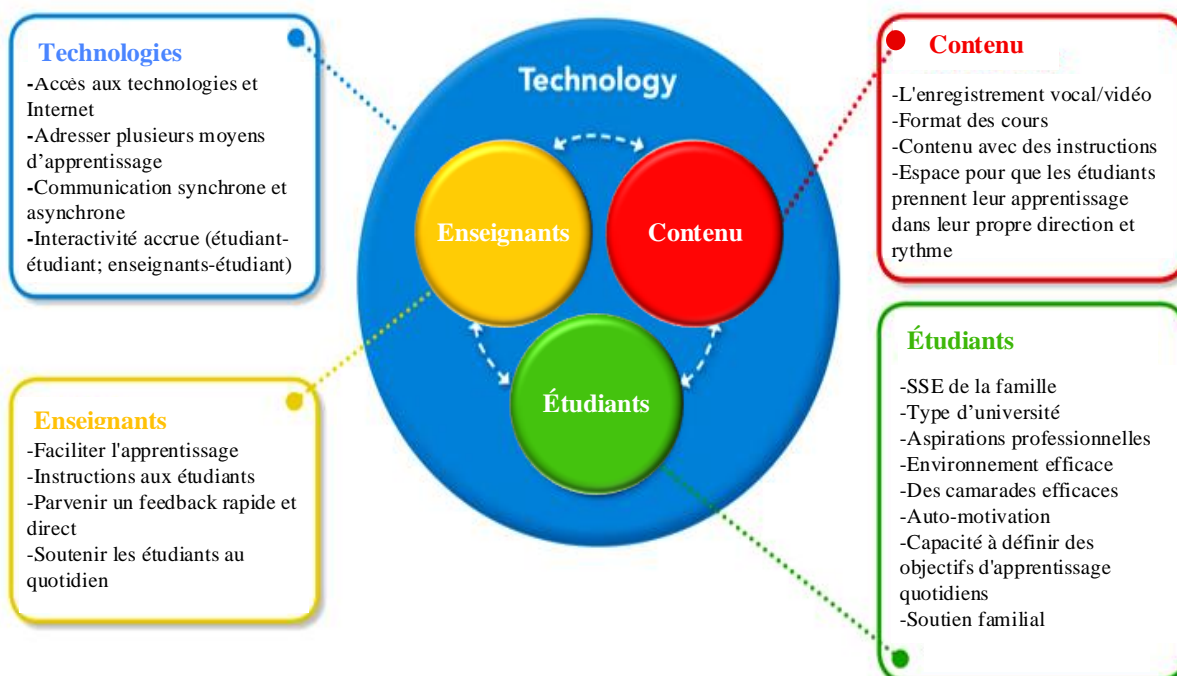 Technologies
-Accès aux technologies et
Internet
-Adresser plusieurs moyens
d'apprentissage
-Communication synchrone et
asynchrone
-Interactivité accrue (étudiant-
étudiant; enseignants-étudiant)
Technology
Enseignants
Contenu
Étudiants
Contenu
-L'enregistrement vocal/vidéo
-Format des cours
-Contenu avec des instructions
-Espace pour que les étudiants
prennent leur apprentissage
dans leur propre direction et
rythme
Enseignants
-Faciliter l'apprentissage
-Instructions aux étudiants
-Parvenir un feedback rapide et
direct
-Soutenir les étudiants au
quotidien
Étudiants
-SSE de la famille
-Type d'université
-Aspirations professionnelles
-Environnement efficace
-Des camarades efficaces
-Auto-motivation
-Capacité à définir des
objectifs d'apprentissage
quotidiens
-Soutien familial